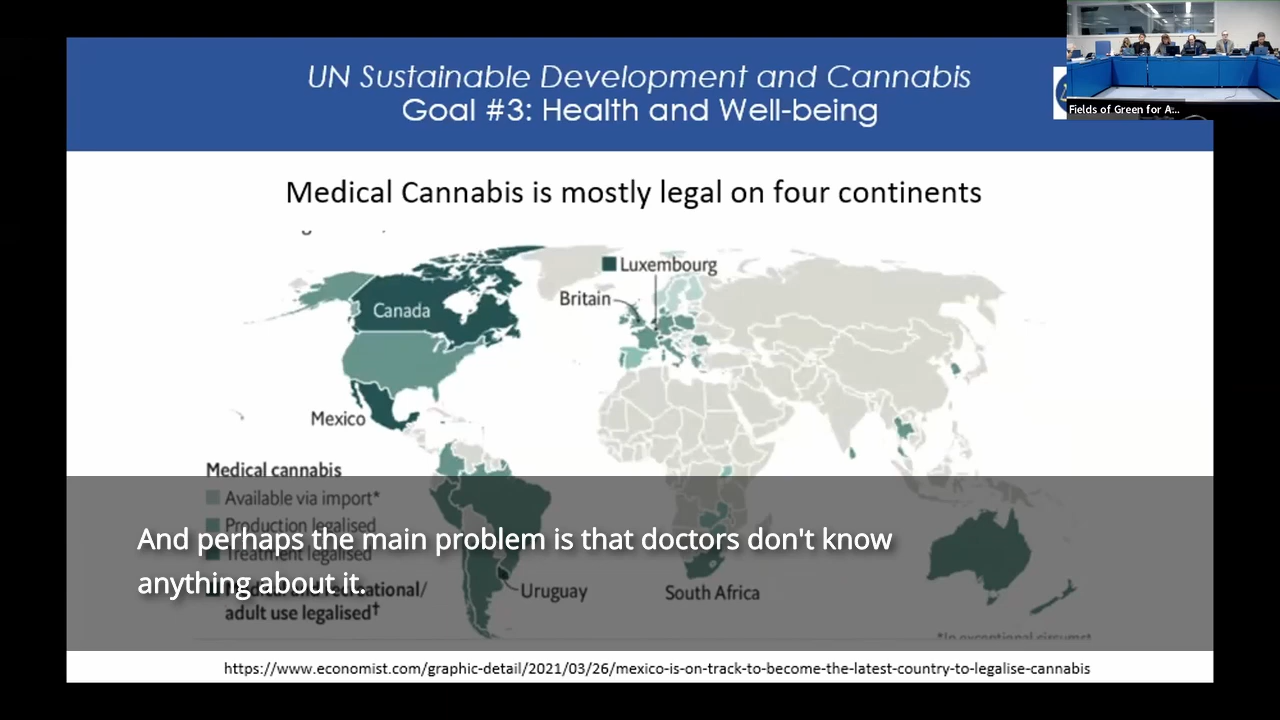 UN Sustainable Development and Cannabis
Goal #3: Health and Well-being
Fields of Green for A...
Medical Cannabis is mostly legal on four continents
Luxembourg
Britain
Canada
Mexico
Medical cannabis
Available via import*
Production legalised
Treatment legalised
And perhaps the main problem is that doctors don't know
anything about it.
adult use legalised†
Uruguay
South Africa
https://www.economist.com/graphic-detail/2021/03/26/mexico-is-on-track-to-become-the-latest-country-to-legalise-cannabis